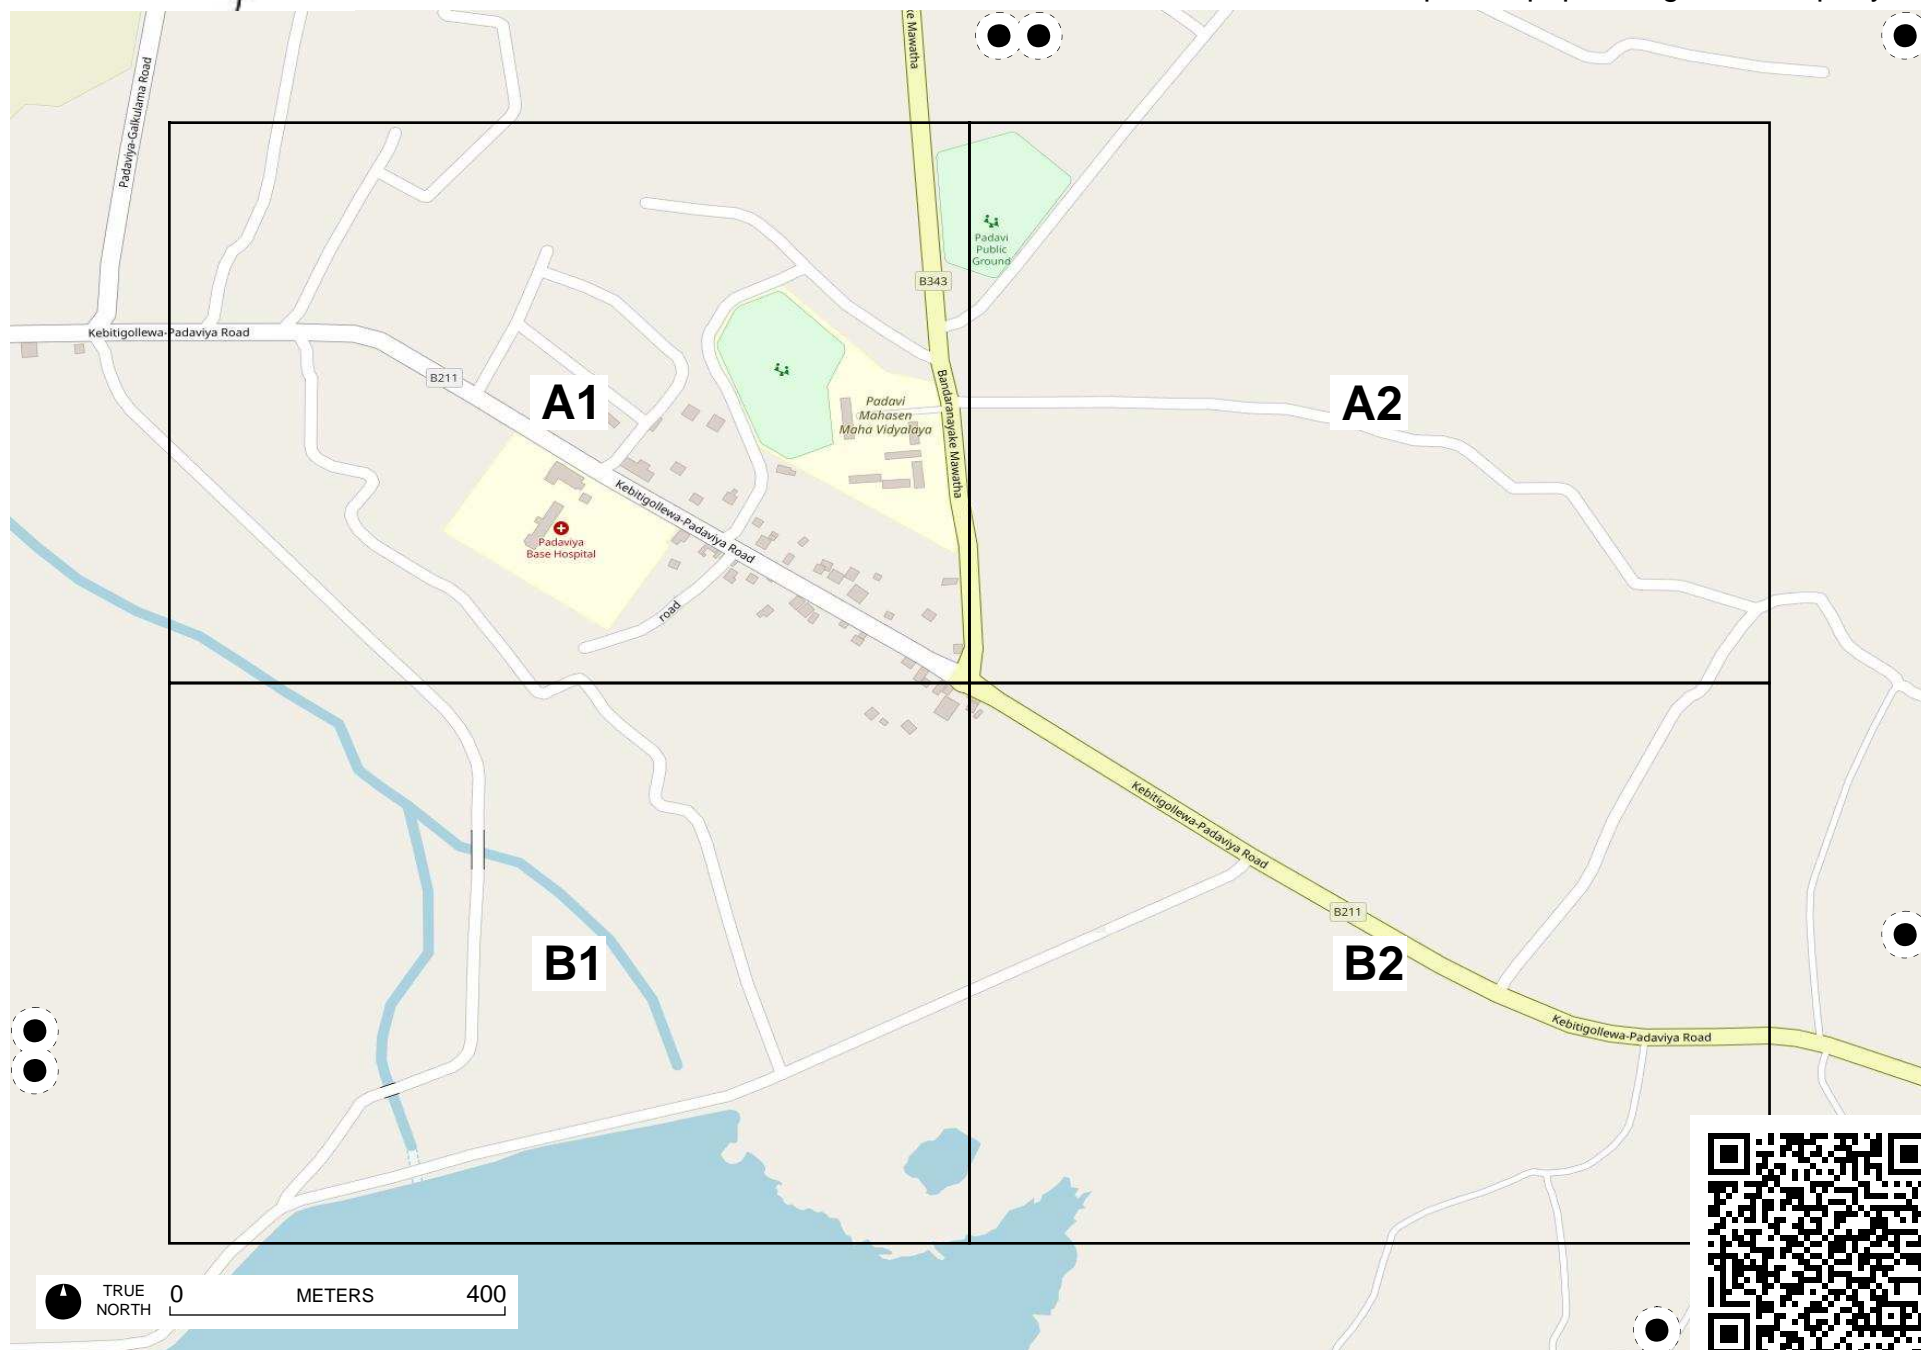 ke Mawatha
Padaviya-Galkulama Road
Padavi
Public
Ground
B343
Kebitigollewa-Padaviya Road
B211
A1
A2
Padavi
Mahasen
Maha Vidyalaya
Bandaranayake Mawatha
Kebitigollewa-Padaviya Road
Padaviya
Base Hospital
road
Kebitigollewa-Padaviya Road
B211
B1
B2
Kebitigollewa-Padaviya Road
TRUE
NORTH
0
METERS
400